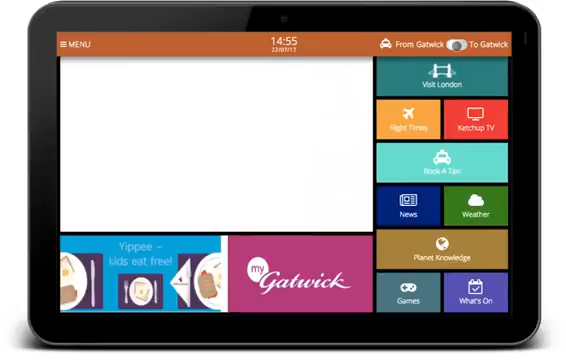 MENU
14:55
22/07/17
From Gatwick
To Gatwick
Visit London
Flight Times
Ketchup TV
Book A Taxi
News
Weather
Planet Knowledge
Games
What's On
Yippee –
kids eat free!
my
Gatwick